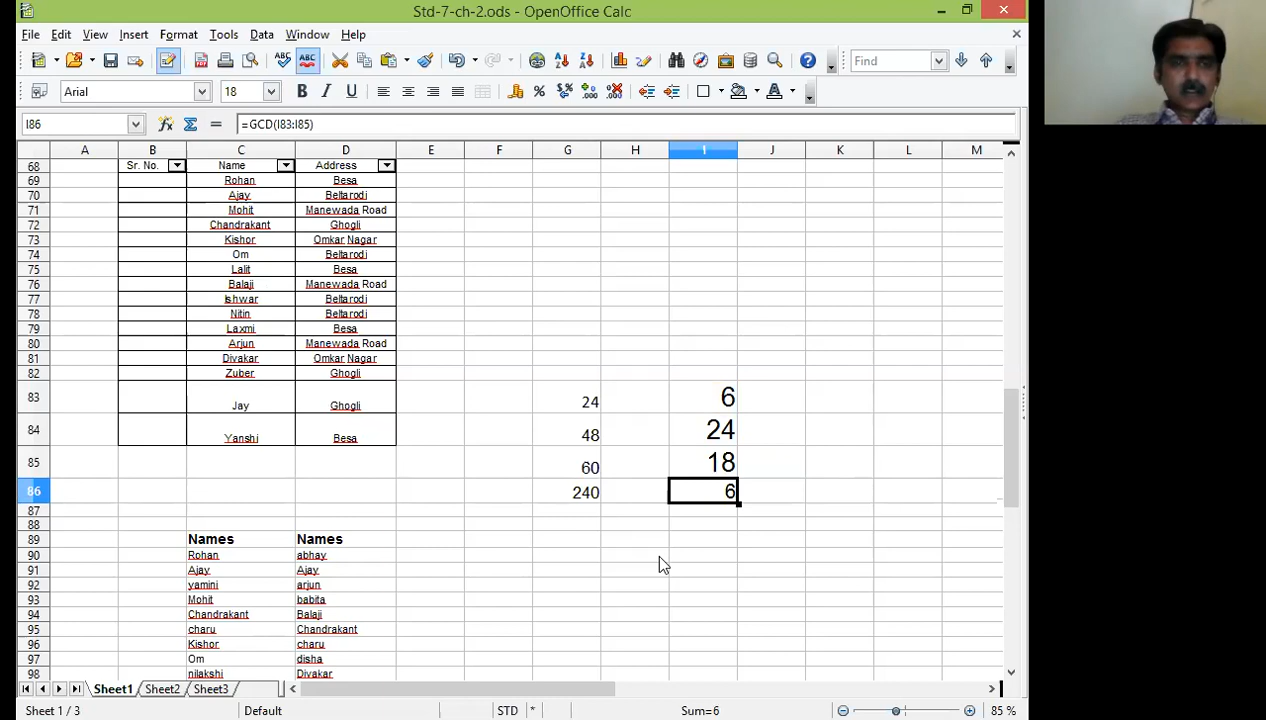 Std-7-ch-2.ods - OpenOffice Calc
File Edit View Insert Format Tools Data Window Help
Find
Arial 18
I86 =GCD(I83:I85)
A B C D E F G H I J K L M
68 Sr. No. Name Address
69 Rohan Besa
70 Ajay Beltarodi
71 Mohit Manewada Road
72 Chandrakant Ghogli
73 Kishor Omkar Nagar
74 Om Beltarodi
75 Lalit Besa
76 Balaji Manewada Road
77 Ishwar Beltarodi
78 Nitin Beltarodi
79 Laxmi Besa
80 Arjun Manewada Road
81 Divakar Omkar Nagar
82 Zuber Ghogli
83 Jay Ghogli 24 6
84 Yanshi Besa 48 24
85 60 18
86 240 6
87
88
89 Names Names
90 Rohan abhay
91 Ajay Ajay
92 yamini arjun
93 Mohit babita
94 Chandrakant Balaji
95 charu Chandrakant
96 Kishor charu
97 Om disha
98 nilakshi Divakar
Sheet1 Sheet2 Sheet3
Sheet 1 / 3 Default STD * Sum=6 85 %